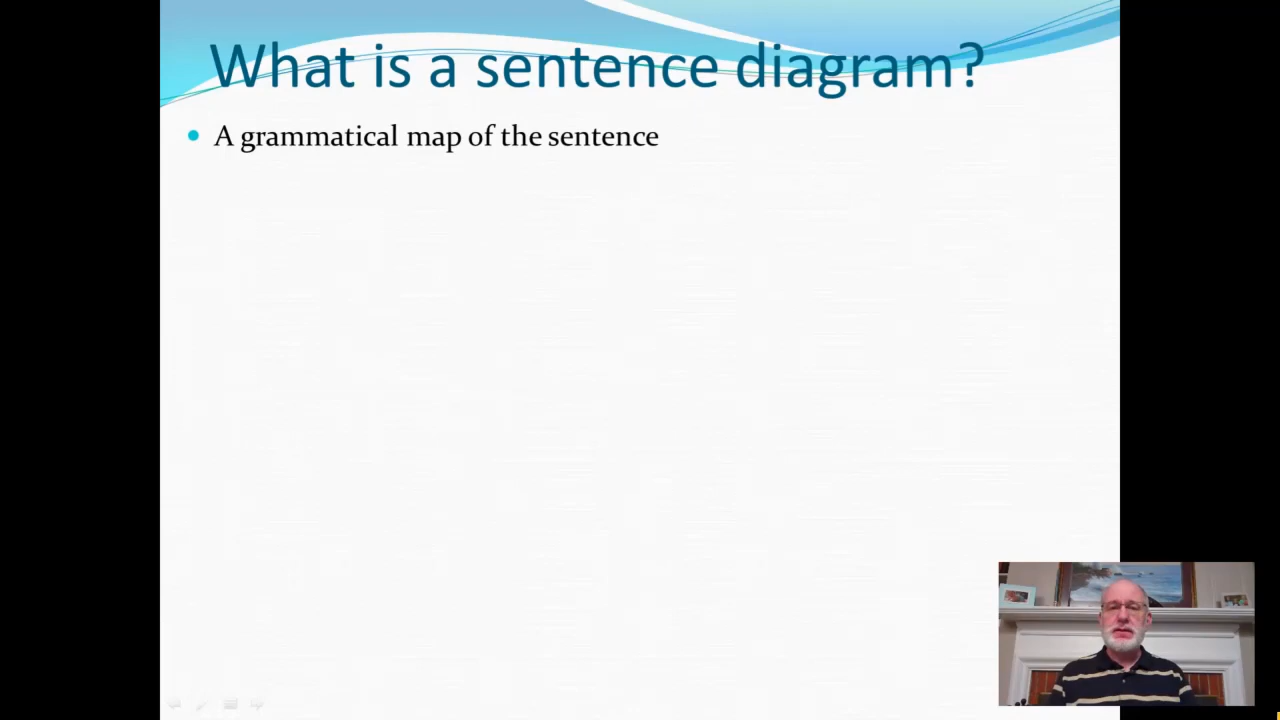 What is a sentence diagram?
A grammatical map of the sentence